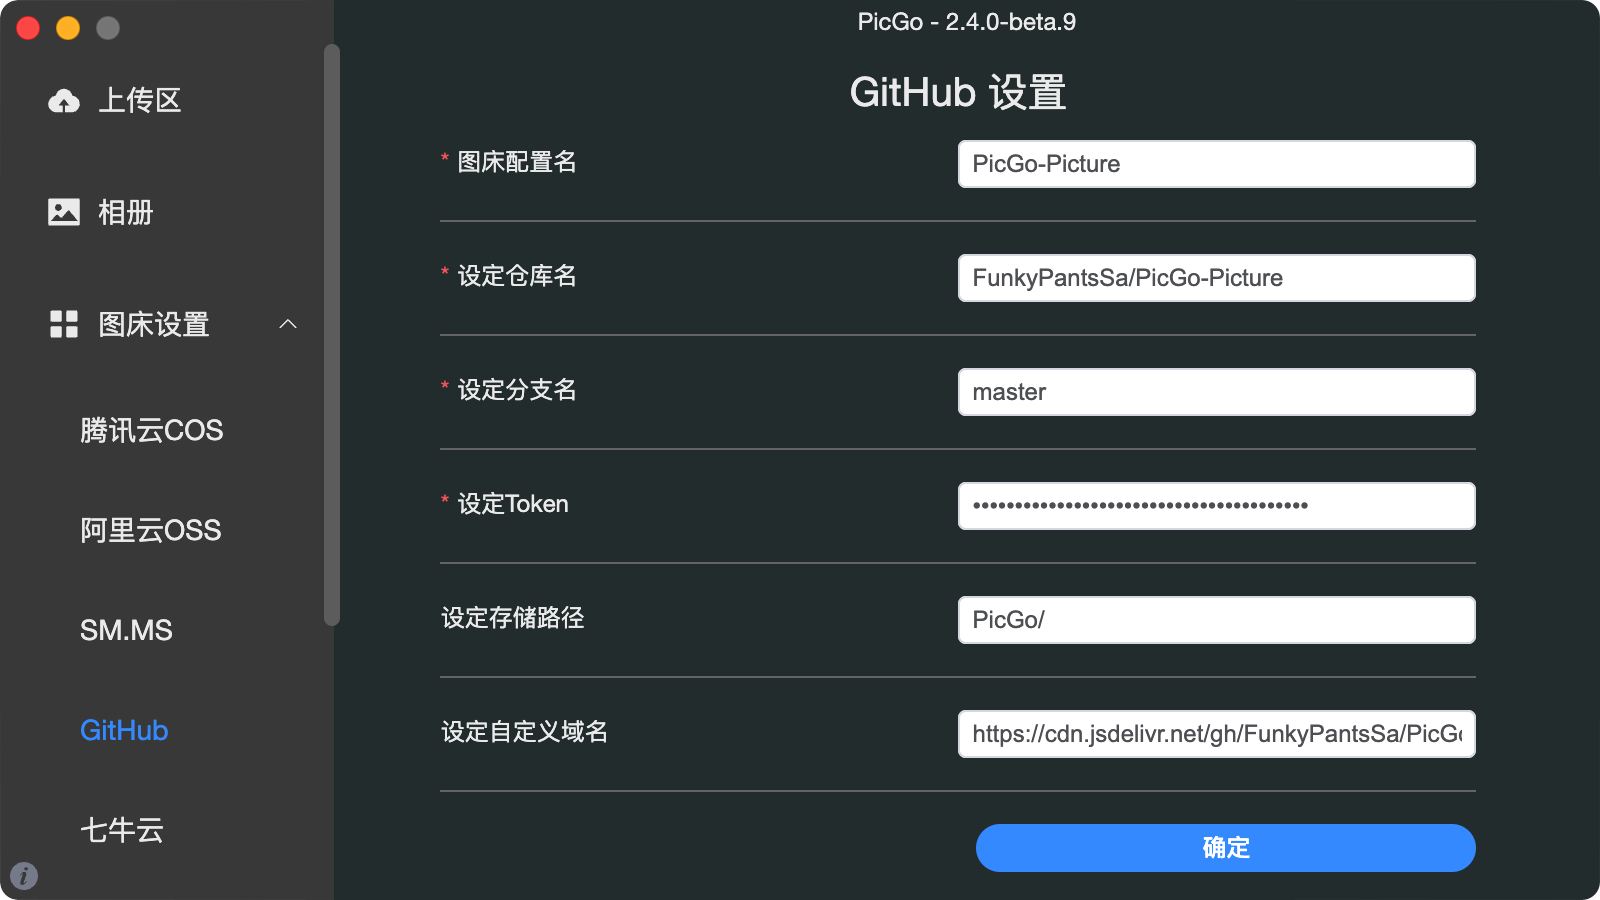 PicGo - 2.4.0-beta.9
上传区
相册
图床设置
腾讯云COS
阿里云OSS
SM.MS
GitHub
七牛云
GitHub 设置
* 图床配置名
PicGo-Picture
* 设定仓库名
FunkyPantsSa/PicGo-Picture
* 设定分支名
master
* 设定Token
••••••••••••••••••••••••••••••••••••••••
设定存储路径
PicGo/
设定自定义域名
https://cdn.jsdelivr.net/gh/FunkyPantsSa/PicG
确定